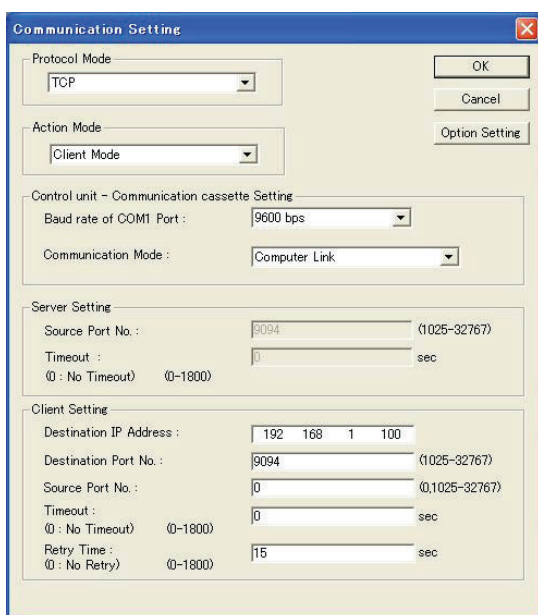 Communication Setting
Protocol Mode
TCP
OK
Cancel
Option Setting
Action Mode
Client Mode
Control unit - Communication cassette Setting
Baud rate of COM1 Port : 9600 bps
Communication Mode : Computer Link
Server Setting
Source Port No. : 9094 (1025-32767)
Timeout : 0 sec
(0 : No Timeout) (0-1800)
Client Setting
Destination IP Address : 192 168 1 100
Destination Port No. : 9094 (1025-32767)
Source Port No. : 0 (0,1025-32767)
Timeout : 0 sec
(0 : No Timeout) (0-1800)
Retry Time : 15 sec
(0 : No Retry) (0-1800)